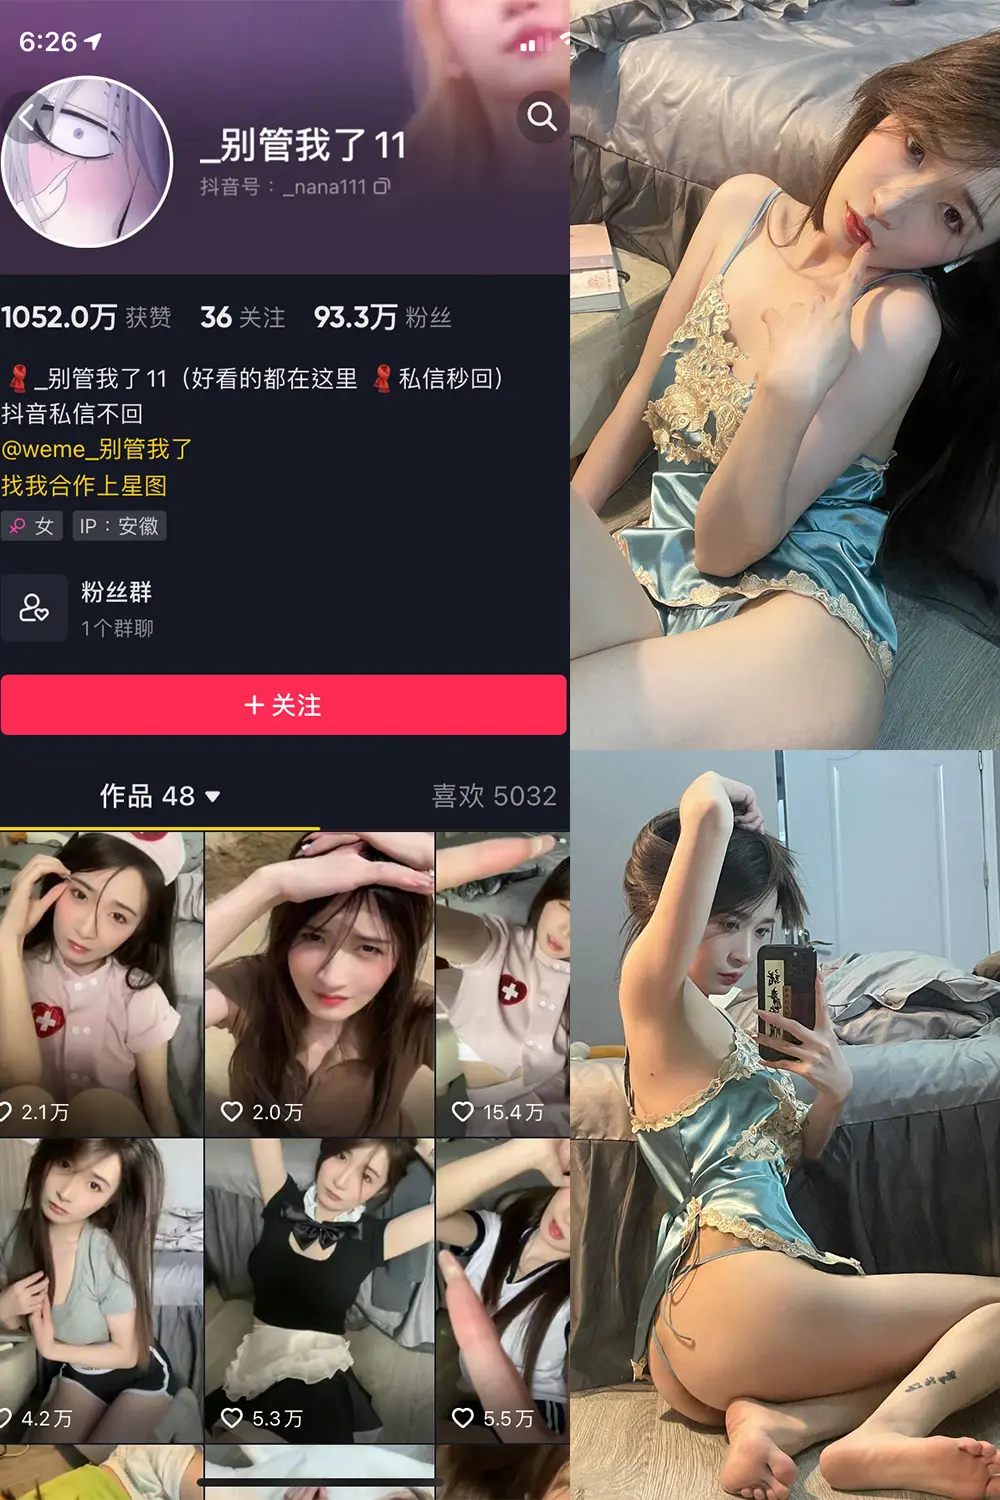 6:26
_别管我了11
抖音号：_nana111
1052.0万 获赞 36 关注 93.3万 粉丝
_别管我了11（好看的都在这里 私信秒回）
抖音私信不回
@weme_别管我了
找我合作上星图
女 IP：安徽
粉丝群
1个群聊
+ 关注
作品 48 喜欢 5032
2.1万 2.0万 15.4万
4.2万 5.3万 5.5万